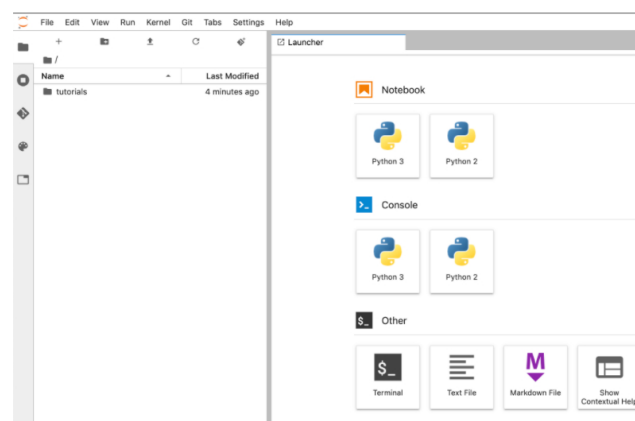 File Edit View Run Kernel Git Tabs Settings Help
Launcher
/
Name Last Modified
tutorials 4 minutes ago
Notebook
Python 3 Python 2
>_ Console
Python 3 Python 2
$_ Other
$_
M
Terminal Text File Markdown File Show
Contextual Help